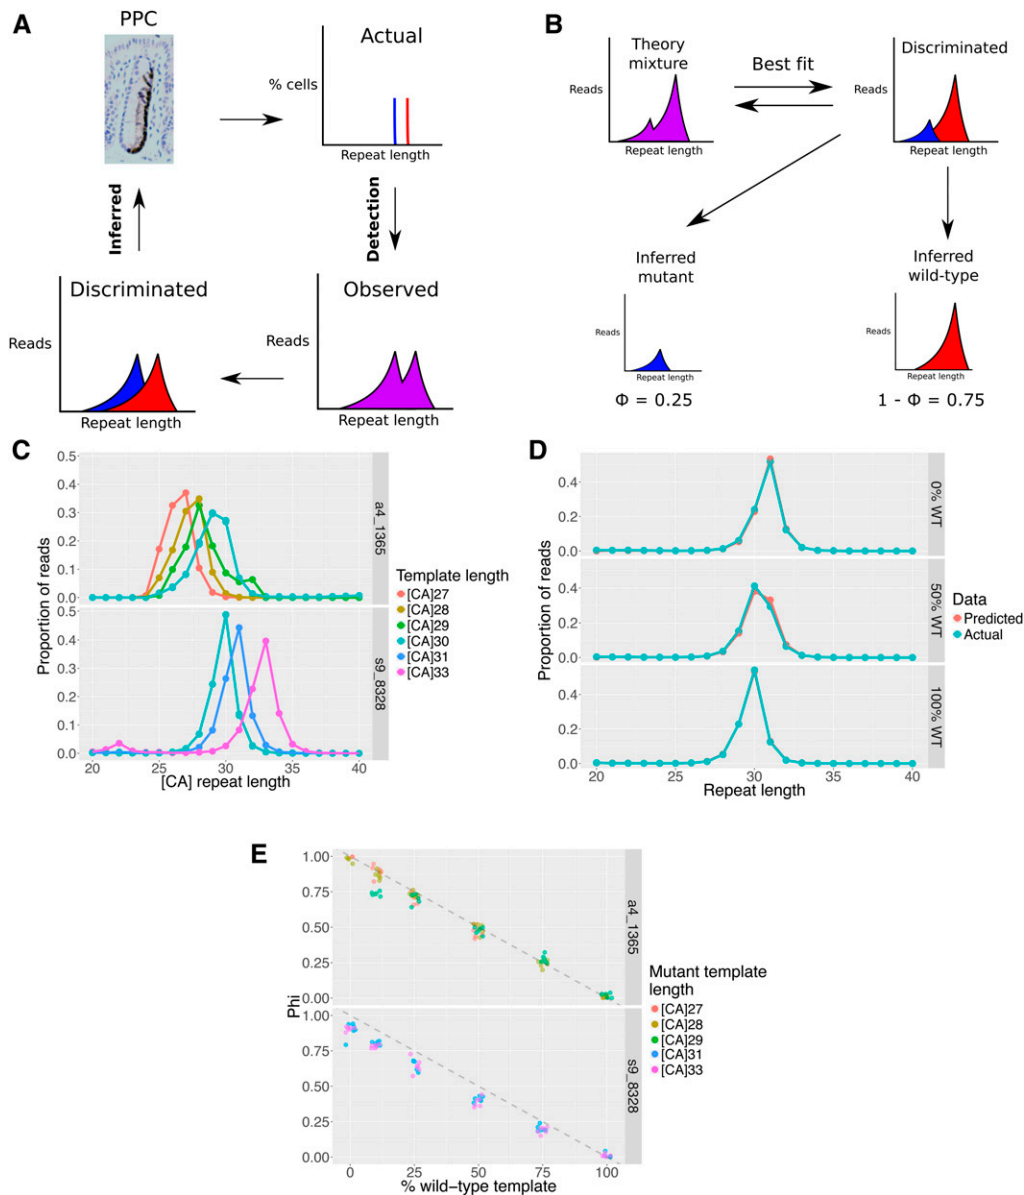 A
PPC
Actual
% cells
Repeat length
Inferred
Detection
Discriminated
Reads
Repeat length
Observed
Reads
Repeat length
B
Theory
mixture
Reads
Repeat length
Best fit
Discriminated
Reads
Repeat length
Inferred
mutant
Reads
Repeat length
Φ = 0.25
Inferred
wild-type
Reads
Repeat length
1 - Φ = 0.75
C
Proportion of reads
0.5
0.4
0.3
0.2
0.1
0.0
a4_1365
0.5
0.4
0.3
0.2
0.1
0.0
s9_8328
20 25 30 35 40
[CA] repeat length
Template length
[CA]27
[CA]28
[CA]29
[CA]30
[CA]31
[CA]33
D
Proportion of reads
0.4
0.2
0.0
0% WT
0.4
0.2
0.0
50% WT
0.4
0.2
0.0
100% WT
20 25 30 35 40
Repeat length
Data
Predicted
Actual
E
Phi
1.00
0.75
0.50
0.25
0.00
a4_1365
1.00
0.75
0.50
0.25
0.00
s9_8328
0 25 50 75 100
% wild-type template
Mutant template
length
[CA]27
[CA]28
[CA]29
[CA]31
[CA]33